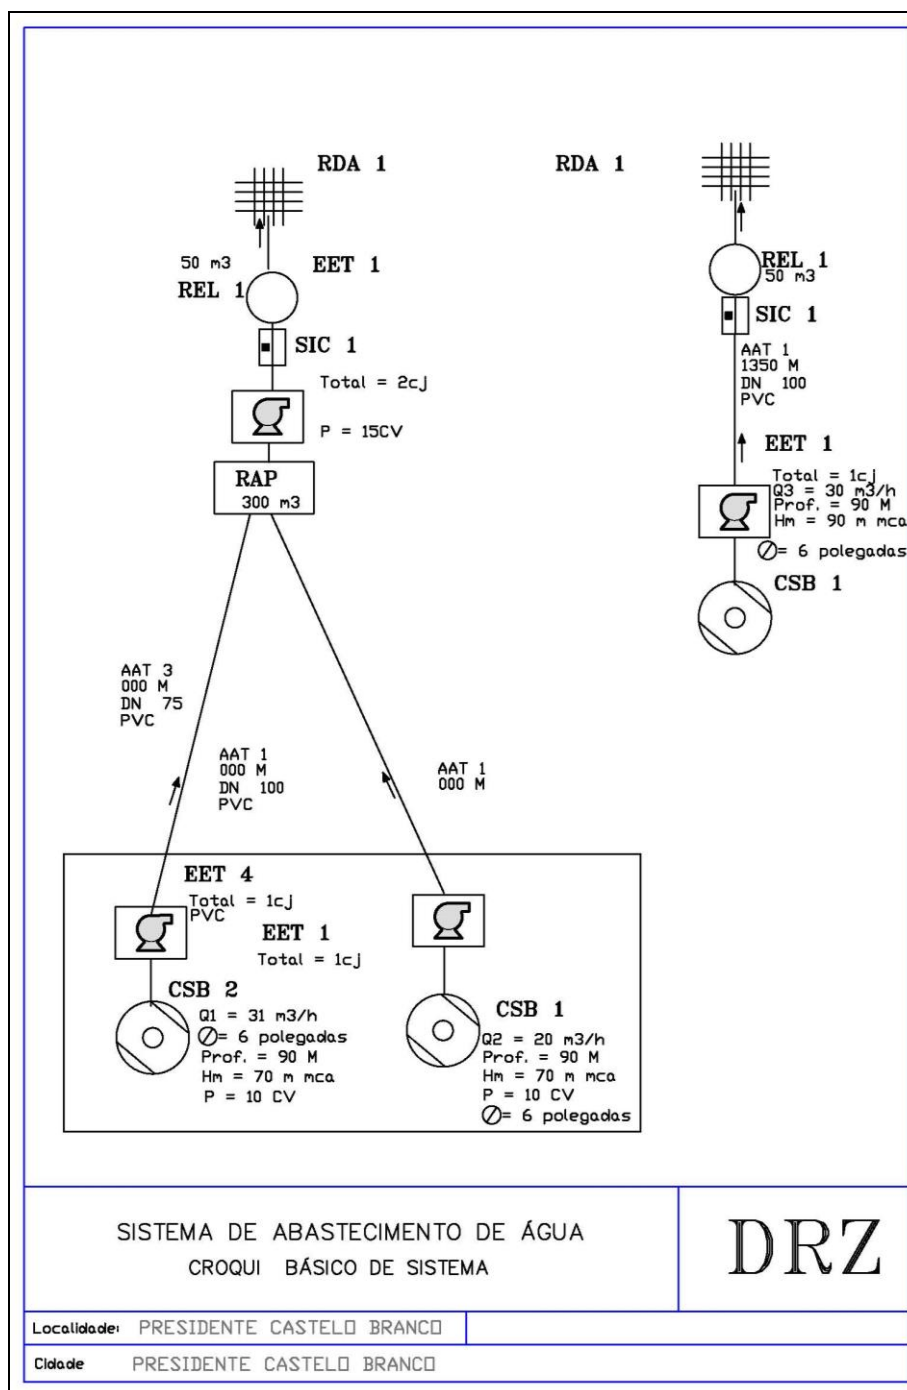 RDA 1
50 m3
EET 1
REL 1
SIC 1
Total = 2cj
P = 15CV
RAP
300 m3
AAT 3
000 M
DN 75
PVC
AAT 1
000 M
DN 100
PVC
AAT 1
000 M
EET 4
Total = 1cj
PVC
EET 1
Total = 1cj
CSB 2
Q1 = 31 m3/h
∅= 6 polegadas
Prof. = 90 M
Hm = 70 m mca
P = 10 CV
CSB 1
Q2 = 20 m3/h
Prof. = 90 M
Hm = 70 m mca
P = 10 CV
∅= 6 polegadas
RDA 1
REL 1
50 m3
SIC 1
AAT 1
1350 M
DN 100
PVC
EET 1
Total = 1cj
Q3 = 30 m3/h
Prof. = 90 M
Hm = 90 m mca
∅= 6 polegadas
CSB 1
SISTEMA DE ABASTECIMENTO DE ÁGUA
CROQUI BÁSICO DE SISTEMA
DRZ
Localidade: PRESIDENTE CASTELO BRANCO
Cidade PRESIDENTE CASTELO BRANCO